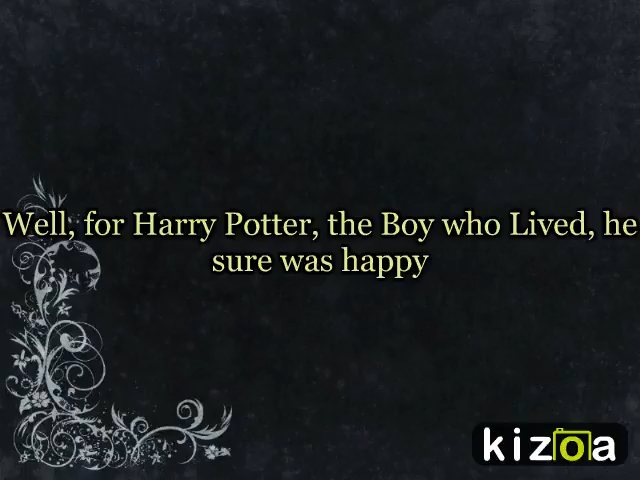 Well, for Harry Potter, the Boy who Lived, he
sure was happy
kizoa